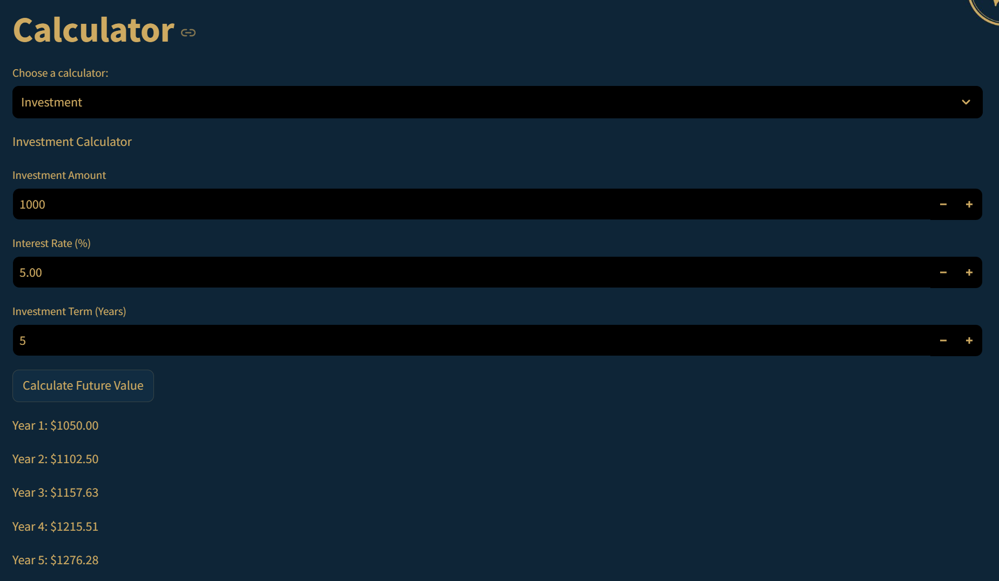 Calculator
Choose a calculator:
Investment
Investment Calculator
Investment Amount
1000
Interest Rate (%)
5.00
Investment Term (Years)
5
Calculate Future Value
Year 1: $1050.00
Year 2: $1102.50
Year 3: $1157.63
Year 4: $1215.51
Year 5: $1276.28